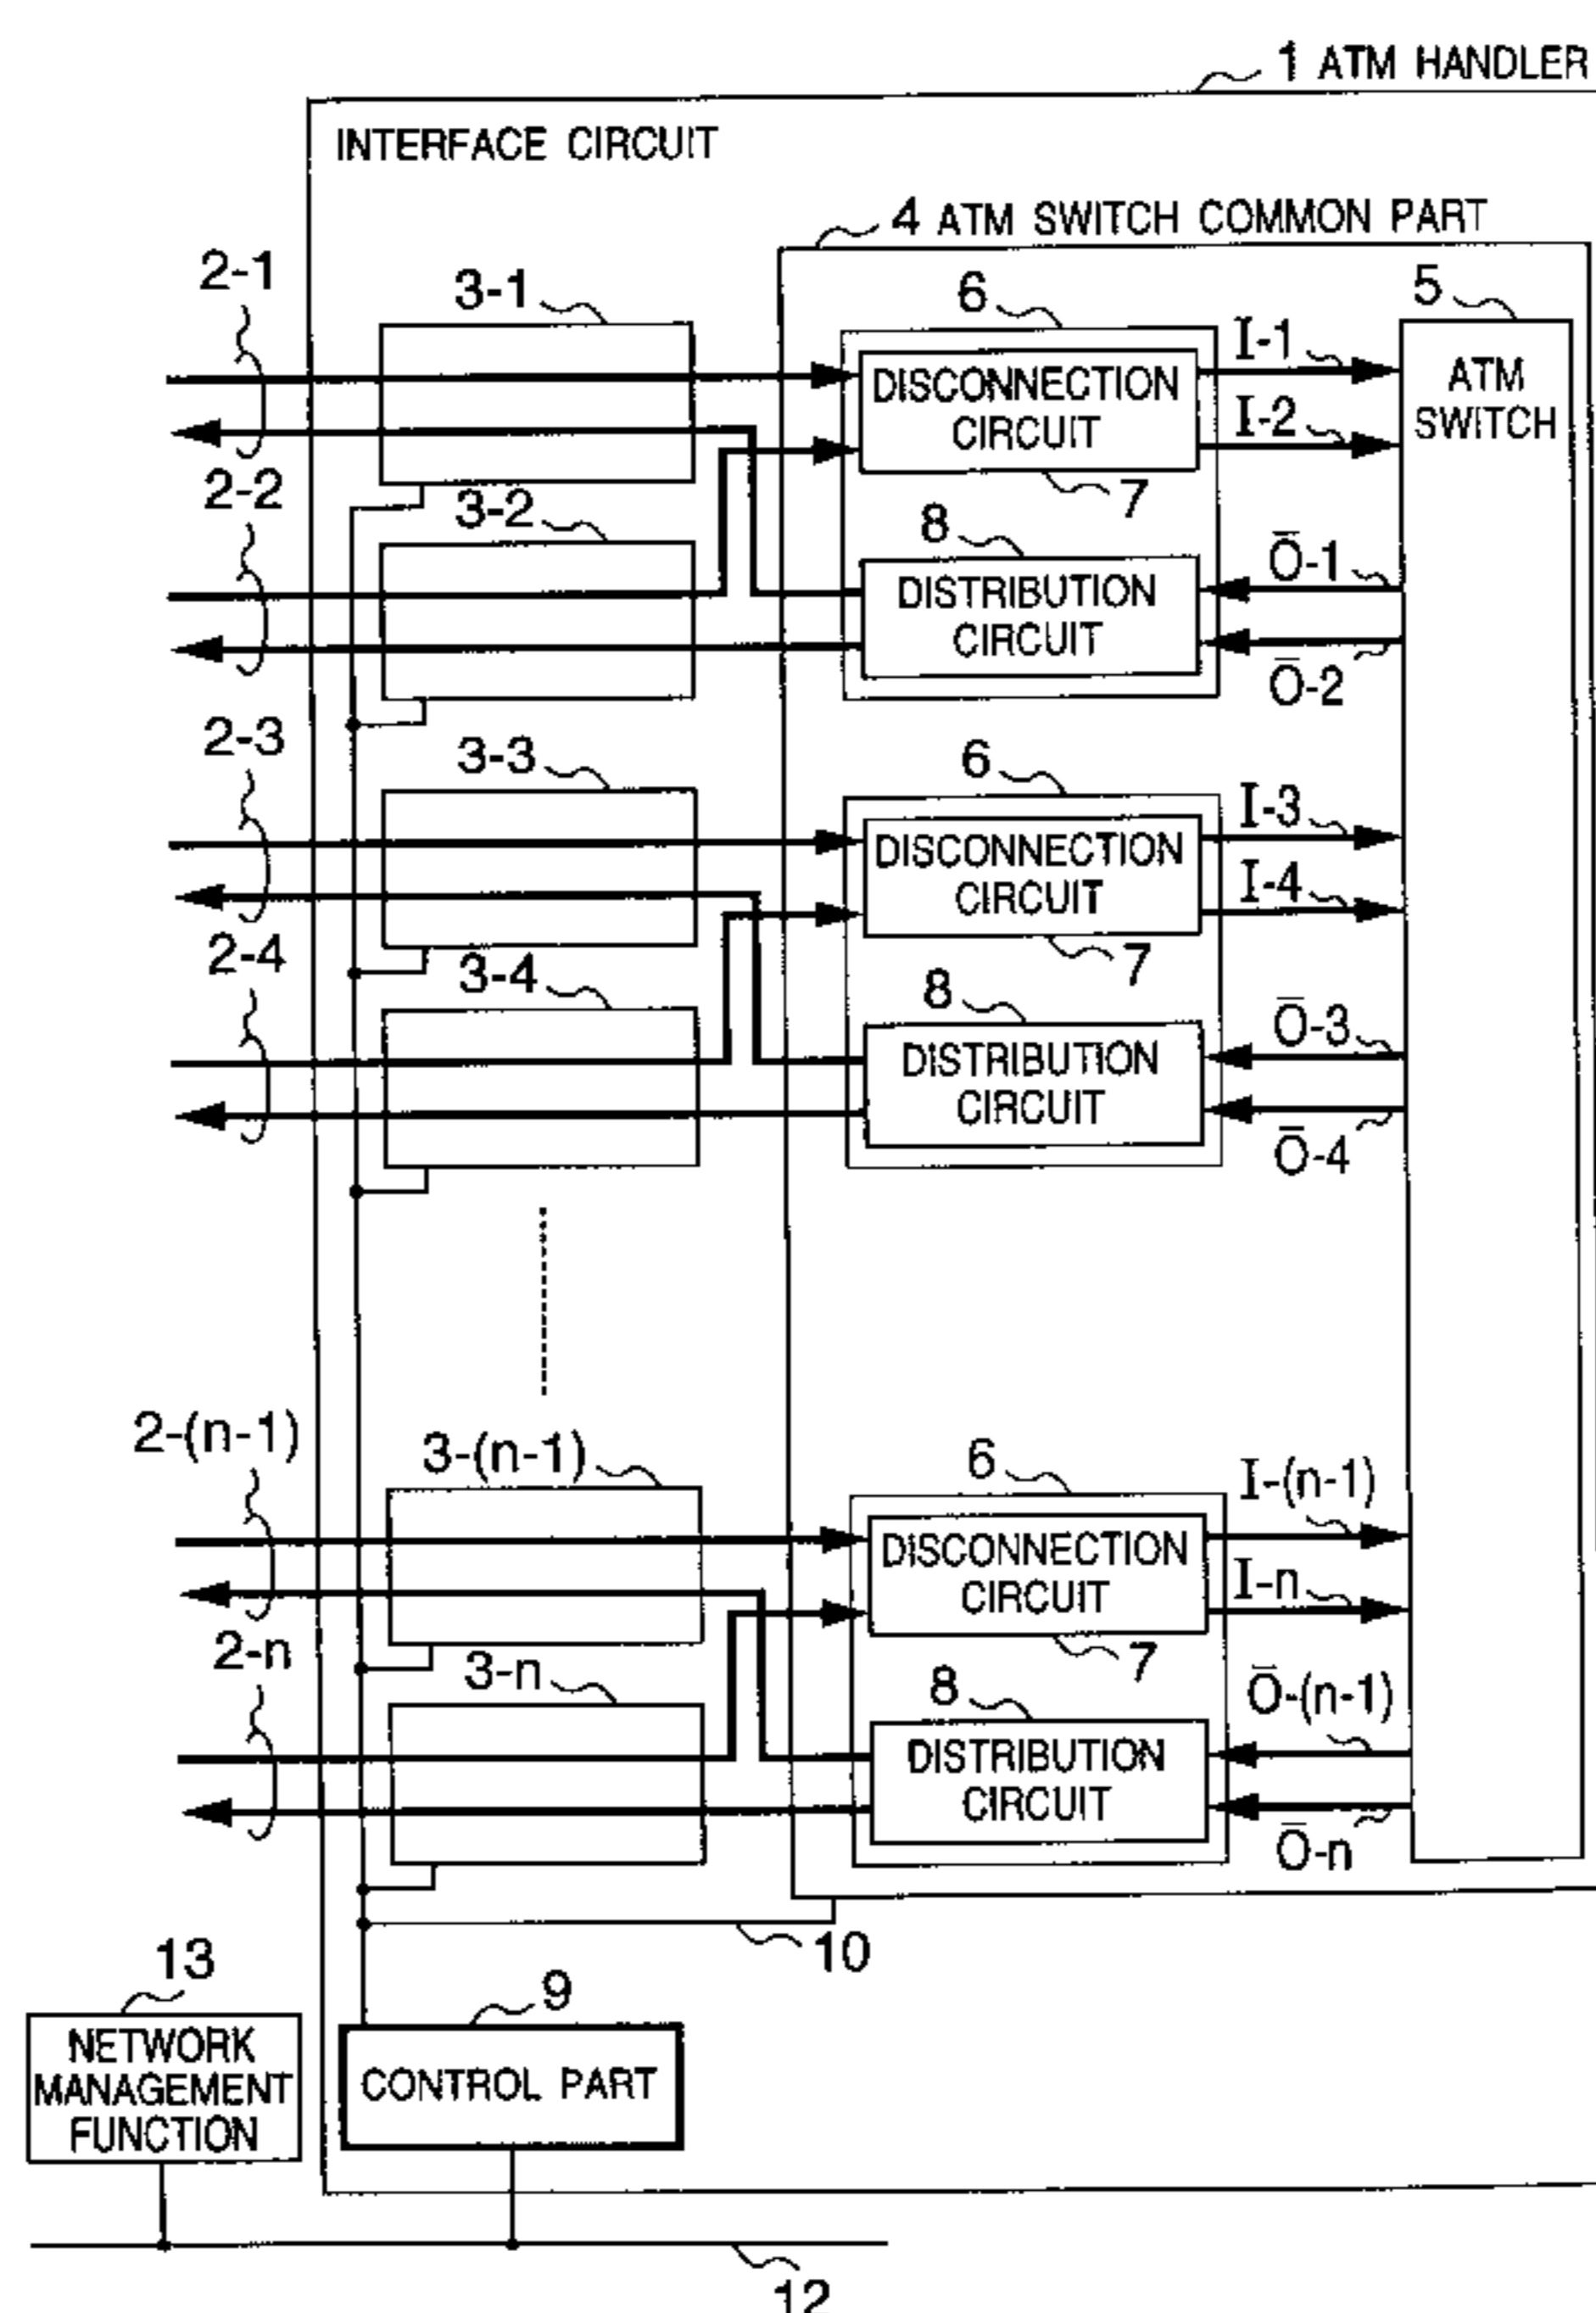 1 ATM HANDLER
INTERFACE CIRCUIT
4 ATM SWITCH COMMON PART
2-1
3-1
6
5
I-1
DISCONNECTION
CIRCUIT
ATM
SWITCH
I-2
7
2-2
3-2
8
Ō-1
DISTRIBUTION
CIRCUIT
Ō-2
2-3
3-3
6
I-3
DISCONNECTION
CIRCUIT
I-4
7
2-4
3-4
8
Ō-3
DISTRIBUTION
CIRCUIT
Ō-4
2-(n-1)
3-(n-1)
6
I-(n-1)
DISCONNECTION
CIRCUIT
I-n
7
2-n
3-n
8
Ō-(n-1)
DISTRIBUTION
CIRCUIT
Ō-n
10
13
9
NETWORK
MANAGEMENT
FUNCTION
CONTROL PART
12